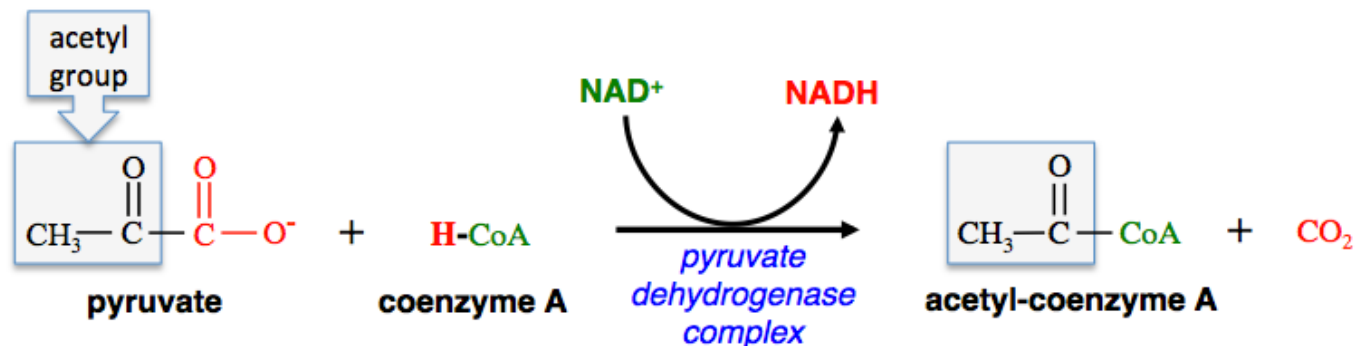 acetyl
group
NAD⁺ NADH
O O O
CH₃—C—C—O⁻ + H-CoA CH₃—C—CoA + CO₂
pyruvate coenzyme A pyruvate acetyl-coenzyme A
dehydrogenase
complex